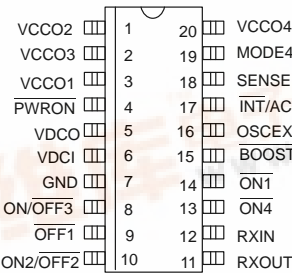 VCCO2 1 20 VCCO4
VCCO3 2 19 MODE4
VCCO1 3 18 SENSE
PWRON 4 17 INT/AC
VDCO 5 16 OSCEX
VDCI 6 15 BOOST
GND 7 14 ON1
ON/OFF3 8 13 ON4
OFF1 9 12 RXIN
ON2/OFF2 10 11 RXOUT